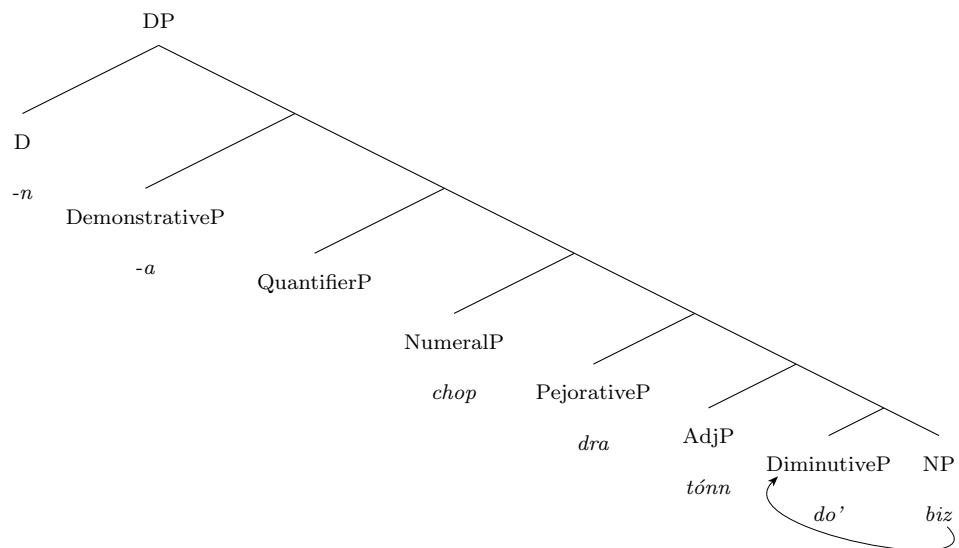 DP
D
-n
DemonstrativeP
-a
QuantifierP
NumeralP
chop
PejorativeP
dra
AdjP
tónn
DiminutiveP
do’
NP
biz